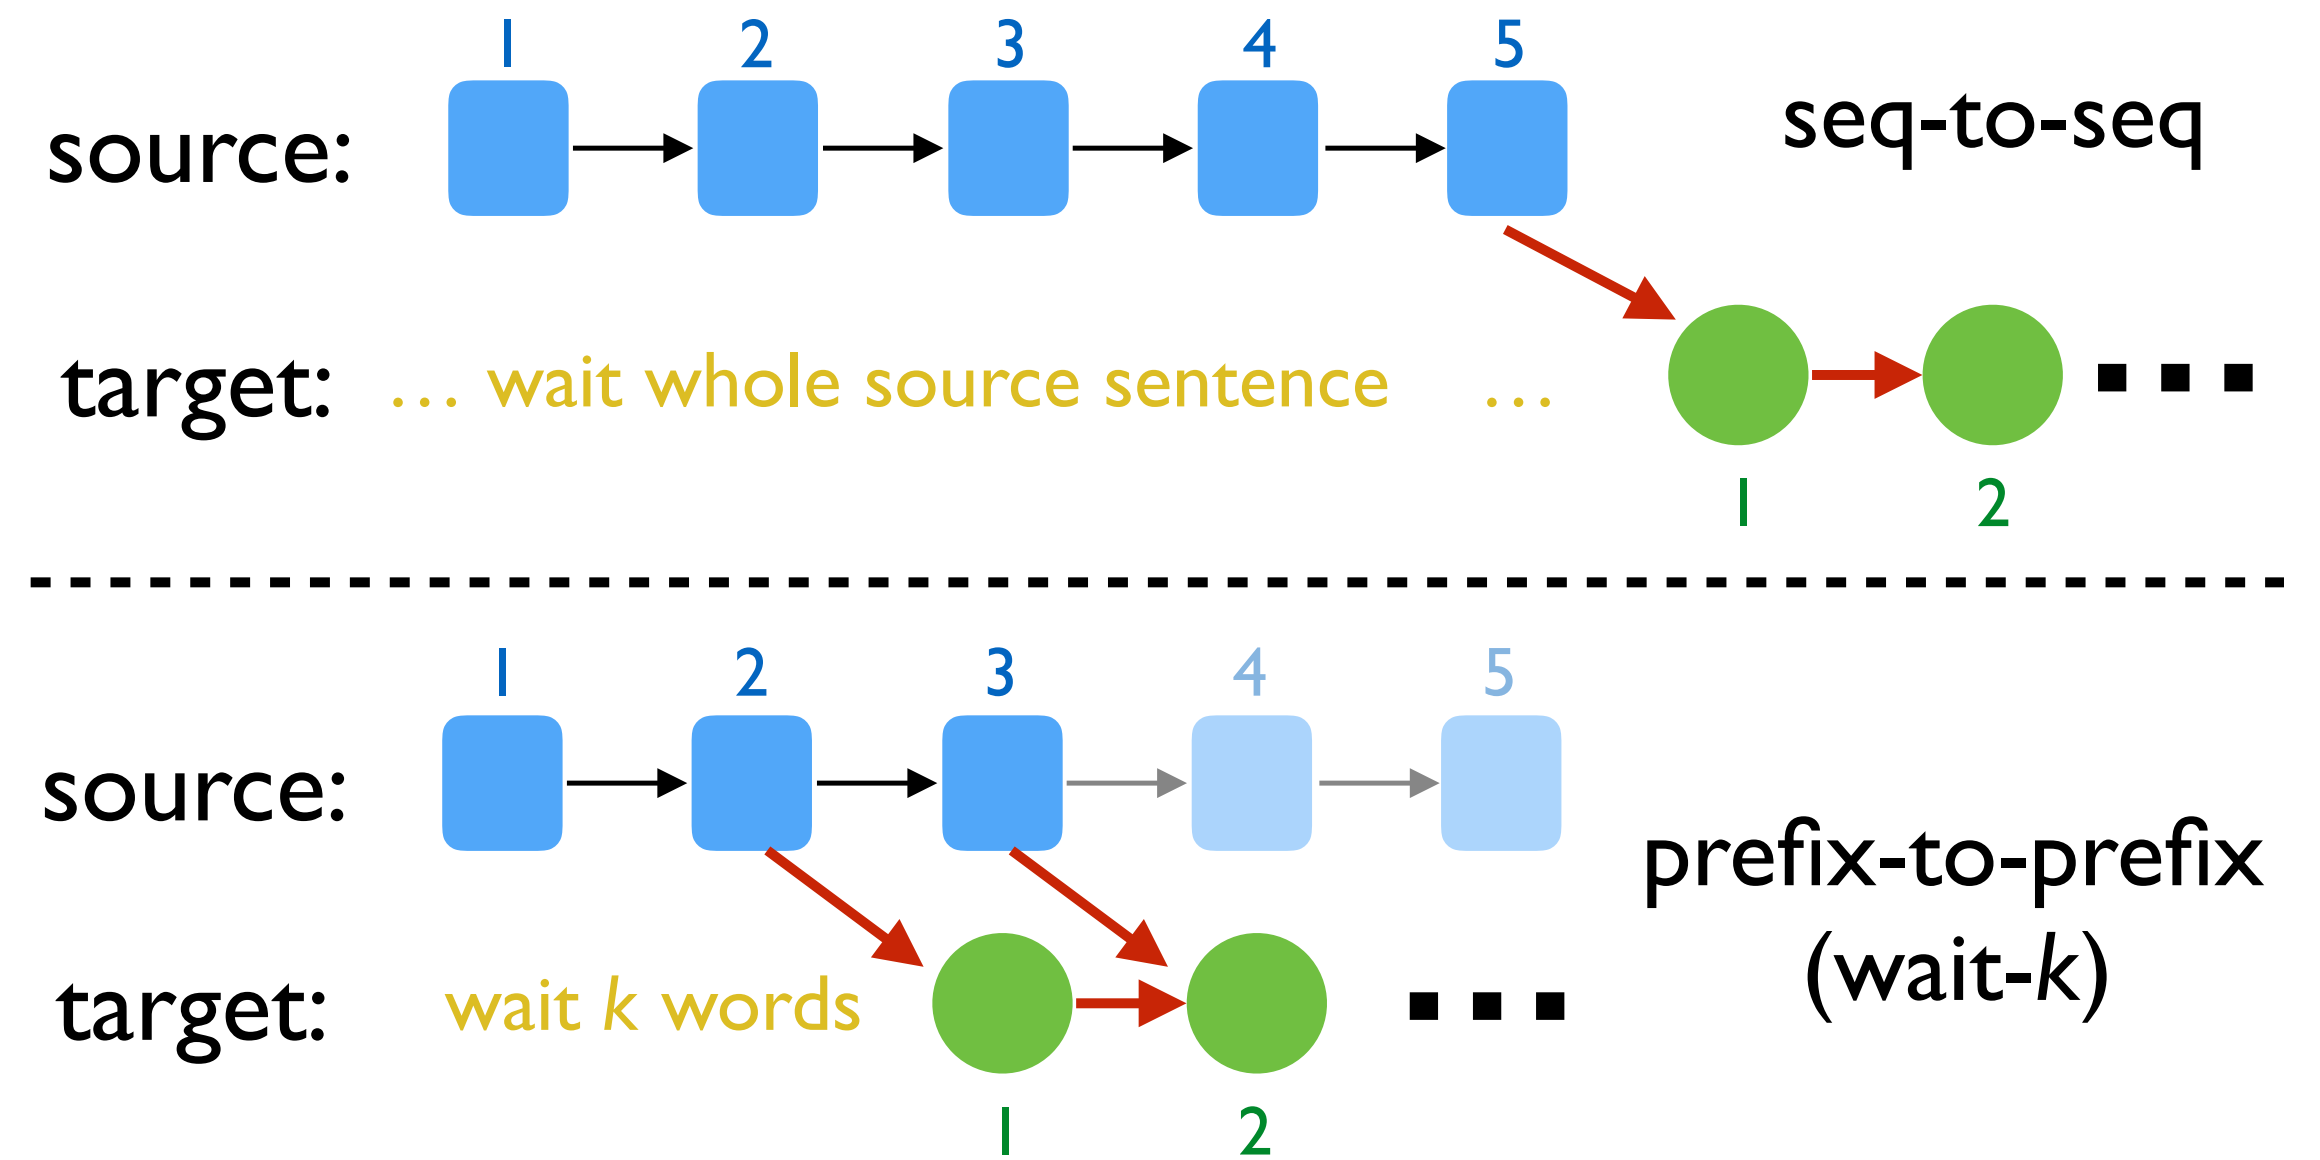 1 2 3 4 5
source:
seq-to-seq
target: … wait whole source sentence …
1 2
1 2 3 4 5
source:
prefix-to-prefix
(wait-k)
target: wait k words
1 2